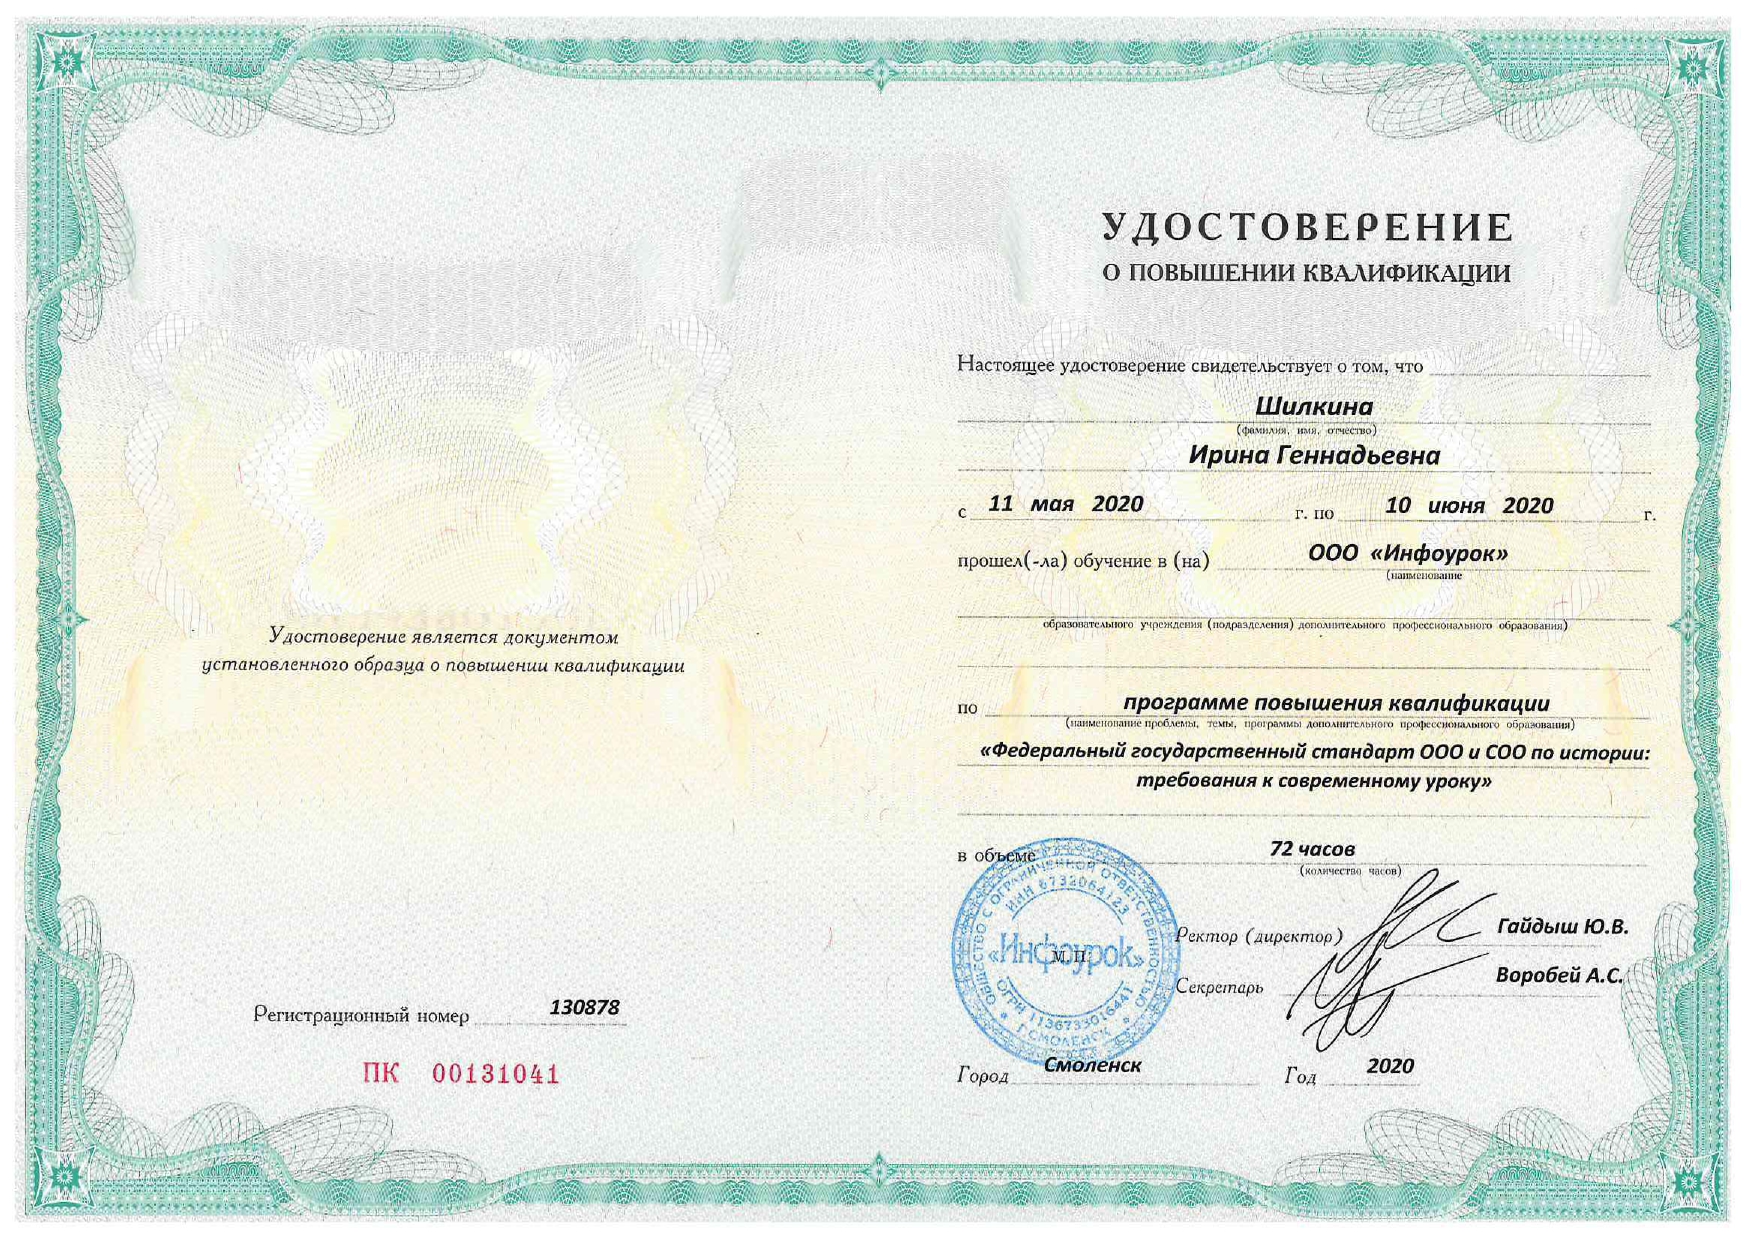 УДОСТОВЕРЕНИЕ
О ПОВЫШЕНИИ КВАЛИФИКАЦИИ
Настоящее удостоверение свидетельствует о том, что
Шилкина
(фамилия, имя, отчество)
Ирина Геннадьевна
с 11 мая 2020 г. по 10 июня 2020 г.
прошел(-ла) обучение в (на) ООО «Инфоурок»
(наименование
образовательного учреждения (подразделения) дополнительного профессионального образования)
по программе повышения квалификации
(наименование проблемы, темы, программы дополнительного профессионального образования)
«Федеральный государственный стандарт ООО и СОО по истории:
требования к современному уроку»
в объеме 72 часов
(количество часов)
ОБЩЕСТВО С ОГРАНИЧЕННОЙ ОТВЕТСТВЕННОСТЬЮ
ИНН 6732064123
«Инфоурок»
М.П.
ОГРН 1136733016441
Г.СМОЛЕНСК
Ректор (директор) Гайдыш Ю.В.
Секретарь Воробей А.С.
Город Смоленск Год 2020
Удостоверение является документом
установленного образца о повышении квалификации
Регистрационный номер 130878
ПК 00131041